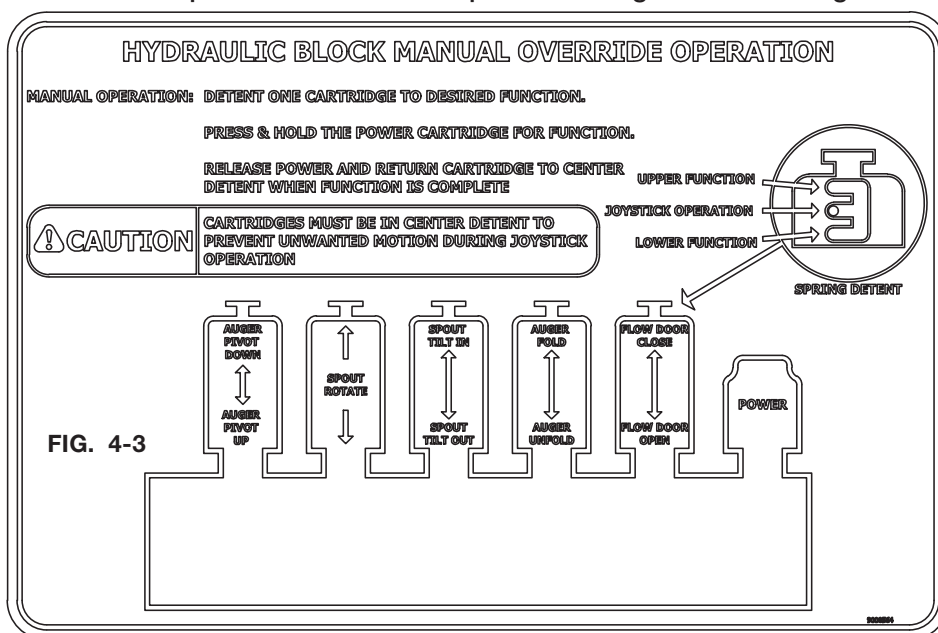 HYDRAULIC BLOCK MANUAL OVERRIDE OPERATION
MANUAL OPERATION: DETENT ONE CARTRIDGE TO DESIRED FUNCTION.
PRESS & HOLD THE POWER CARTRIDGE FOR FUNCTION.
RELEASE POWER AND RETURN CARTRIDGE TO CENTER
DETENT WHEN FUNCTION IS COMPLETE
UPPER FUNCTION
JOYSTICK OPERATION
LOWER FUNCTION
SPRING DETENT
CAUTION
CARTRIDGES MUST BE IN CENTER DETENT TO
PREVENT UNWANTED MOTION DURING JOYSTICK
OPERATION
AUGER
PIVOT
DOWN
AUGER
PIVOT
UP
SPOUT
ROTATE
SPOUT
TILT IN
SPOUT
TILT OUT
AUGER
FOLD
AUGER
UNFOLD
FLOW DOOR
CLOSE
FLOW DOOR
OPEN
POWER
FIG. 4-3